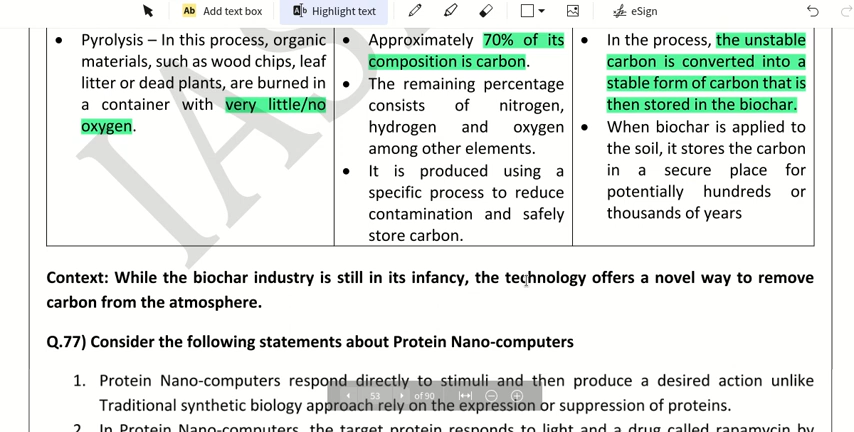 Add text box Highlight text eSign
• Pyrolysis – In this process, organic
materials, such as wood chips, leaf
litter or dead plants, are burned in
a container with very little/no
oxygen.
• Approximately 70% of its
composition is carbon.
• The remaining percentage
consists of nitrogen,
hydrogen and oxygen
among other elements.
• It is produced using a
specific process to reduce
contamination and safely
store carbon.
• In the process, the unstable
carbon is converted into a
stable form of carbon that is
then stored in the biochar.
• When biochar is applied to
the soil, it stores the carbon
in a secure place for
potentially hundreds or
thousands of years
Context: While the biochar industry is still in its infancy, the technology offers a novel way to remove
carbon from the atmosphere.
Q.77) Consider the following statements about Protein Nano-computers
1. Protein Nano-computers respond directly to stimuli and then produce a desired action unlike
Traditional synthetic biology approach rely on the expression or suppression of proteins.
53 of 90
2. In Protein Nano-computers, the target protein responds to light and a drug called rapamycin by
IAS
Ab
A